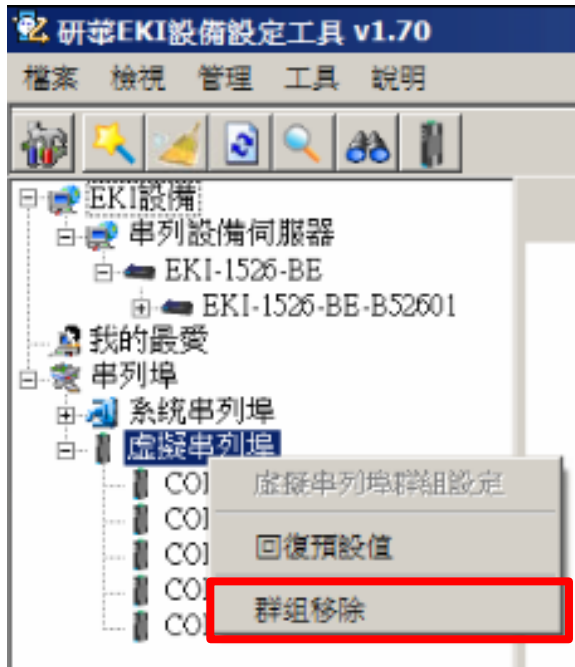 研華EKI設備設定工具 v1.70
檔案 檢視 管理 工具 說明
EKI設備
串列設備伺服器
EKI-1526-BE
EKI-1526-BE-B52601
我的最愛
串列埠
系統串列埠
虛擬串列埠
虛擬串列埠群組設定
回復預設值
群組移除